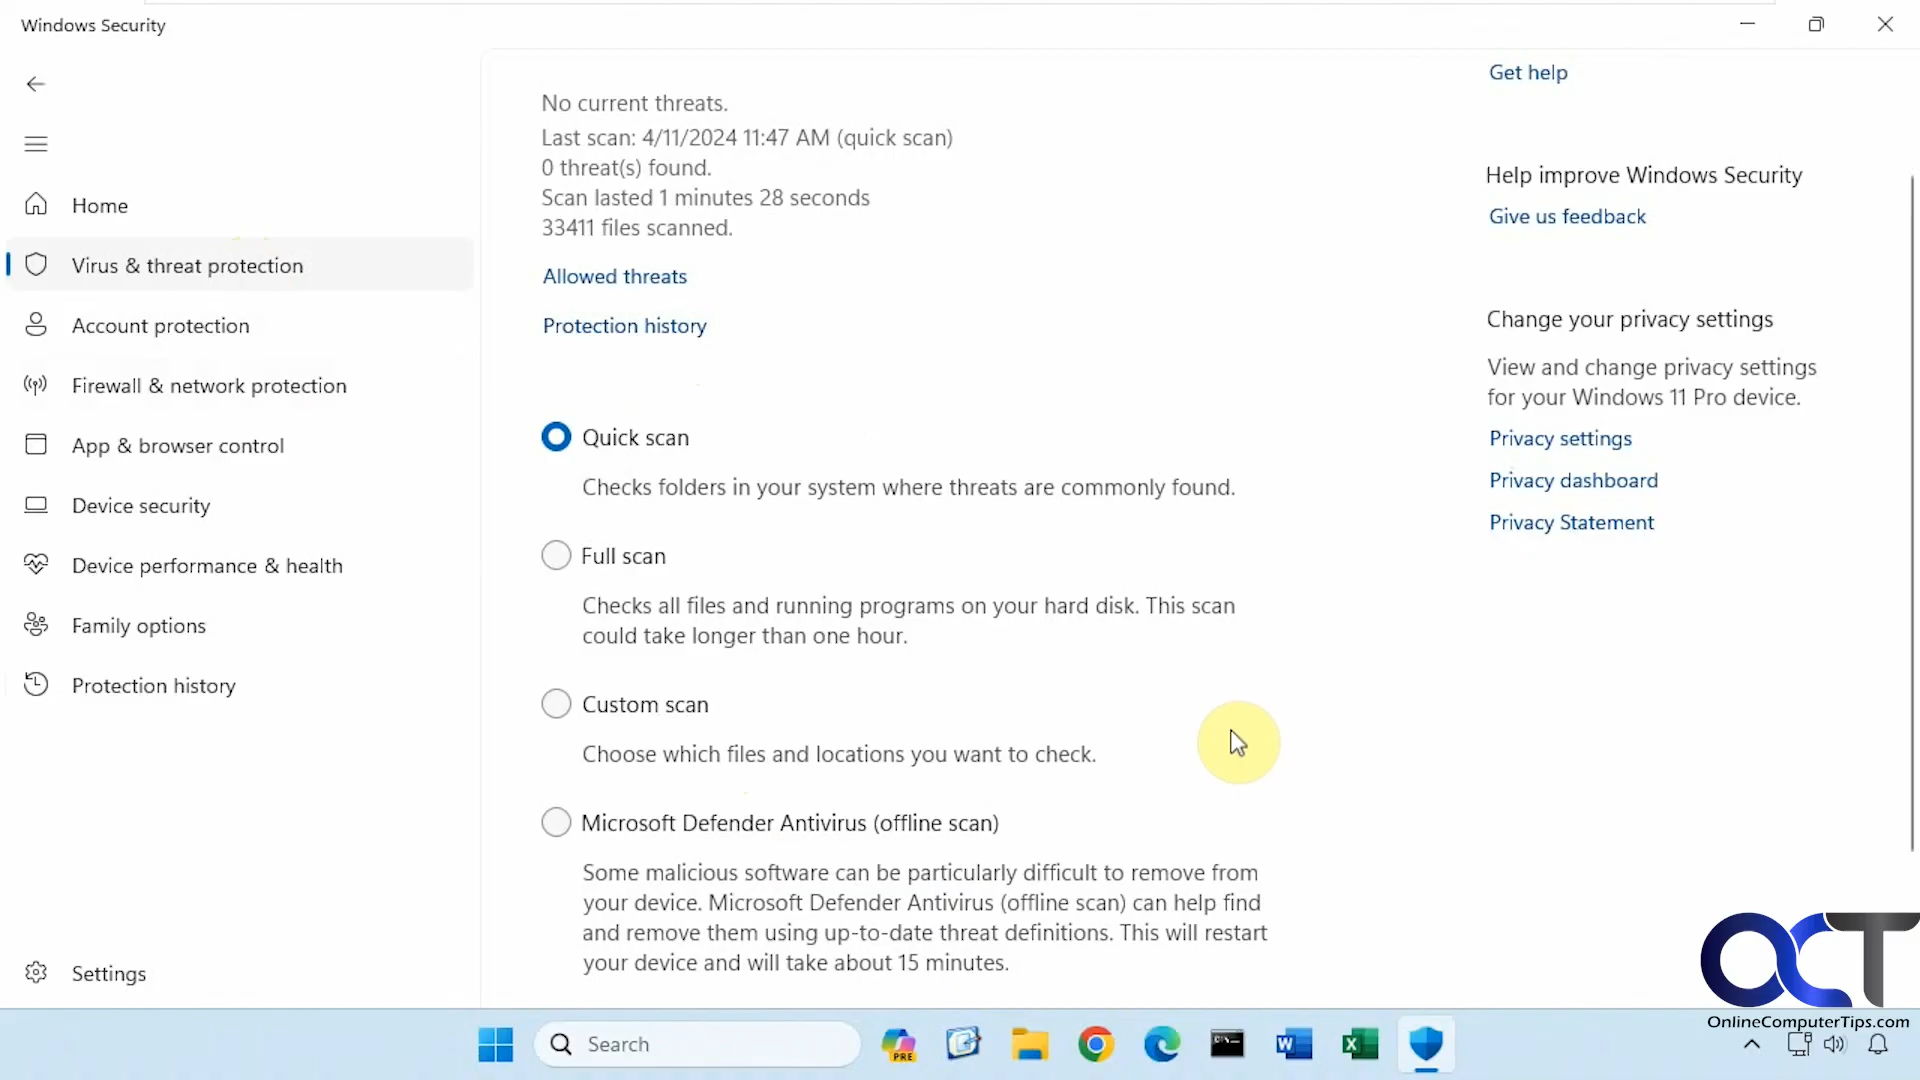 Windows Security
Home
Virus & threat protection
Account protection
Firewall & network protection
App & browser control
Device security
Device performance & health
Family options
Protection history
Settings
No current threats.
Last scan: 4/11/2024 11:47 AM (quick scan)
0 threat(s) found.
Scan lasted 1 minutes 28 seconds
33411 files scanned.
Allowed threats
Protection history
Quick scan
Checks folders in your system where threats are commonly found.
Full scan
Checks all files and running programs on your hard disk. This scan
could take longer than one hour.
Custom scan
Choose which files and locations you want to check.
Microsoft Defender Antivirus (offline scan)
Some malicious software can be particularly difficult to remove from
your device. Microsoft Defender Antivirus (offline scan) can help find
and remove them using up-to-date threat definitions. This will restart
your device and will take about 15 minutes.
Get help
Help improve Windows Security
Give us feedback
Change your privacy settings
View and change privacy settings
for your Windows 11 Pro device.
Privacy settings
Privacy dashboard
Privacy Statement
OCT
OnlineComputerTips.com
Search
PRE
W
X